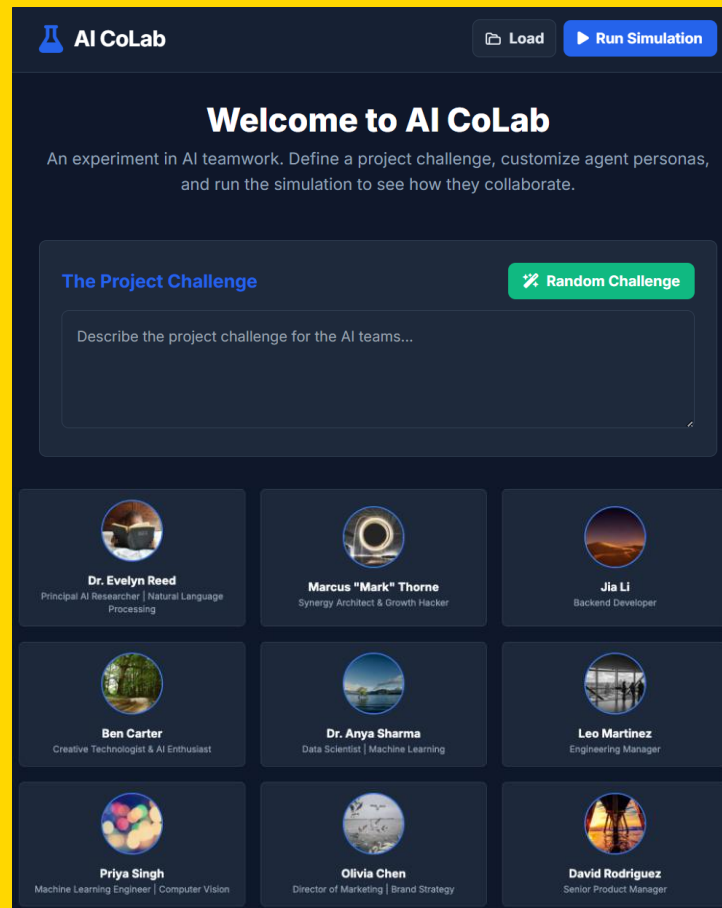 AI CoLab
Load
Run Simulation
Welcome to AI CoLab
An experiment in AI teamwork. Define a project challenge, customize agent personas,
and run the simulation to see how they collaborate.
The Project Challenge
Random Challenge
Describe the project challenge for the AI teams...
Dr. Evelyn Reed
Principal AI Researcher | Natural Language
Processing
Marcus "Mark" Thorne
Synergy Architect & Growth Hacker
Jia Li
Backend Developer
Ben Carter
Creative Technologist & AI Enthusiast
Dr. Anya Sharma
Data Scientist | Machine Learning
Leo Martinez
Engineering Manager
Priya Singh
Machine Learning Engineer | Computer Vision
Olivia Chen
Director of Marketing | Brand Strategy
David Rodriguez
Senior Product Manager